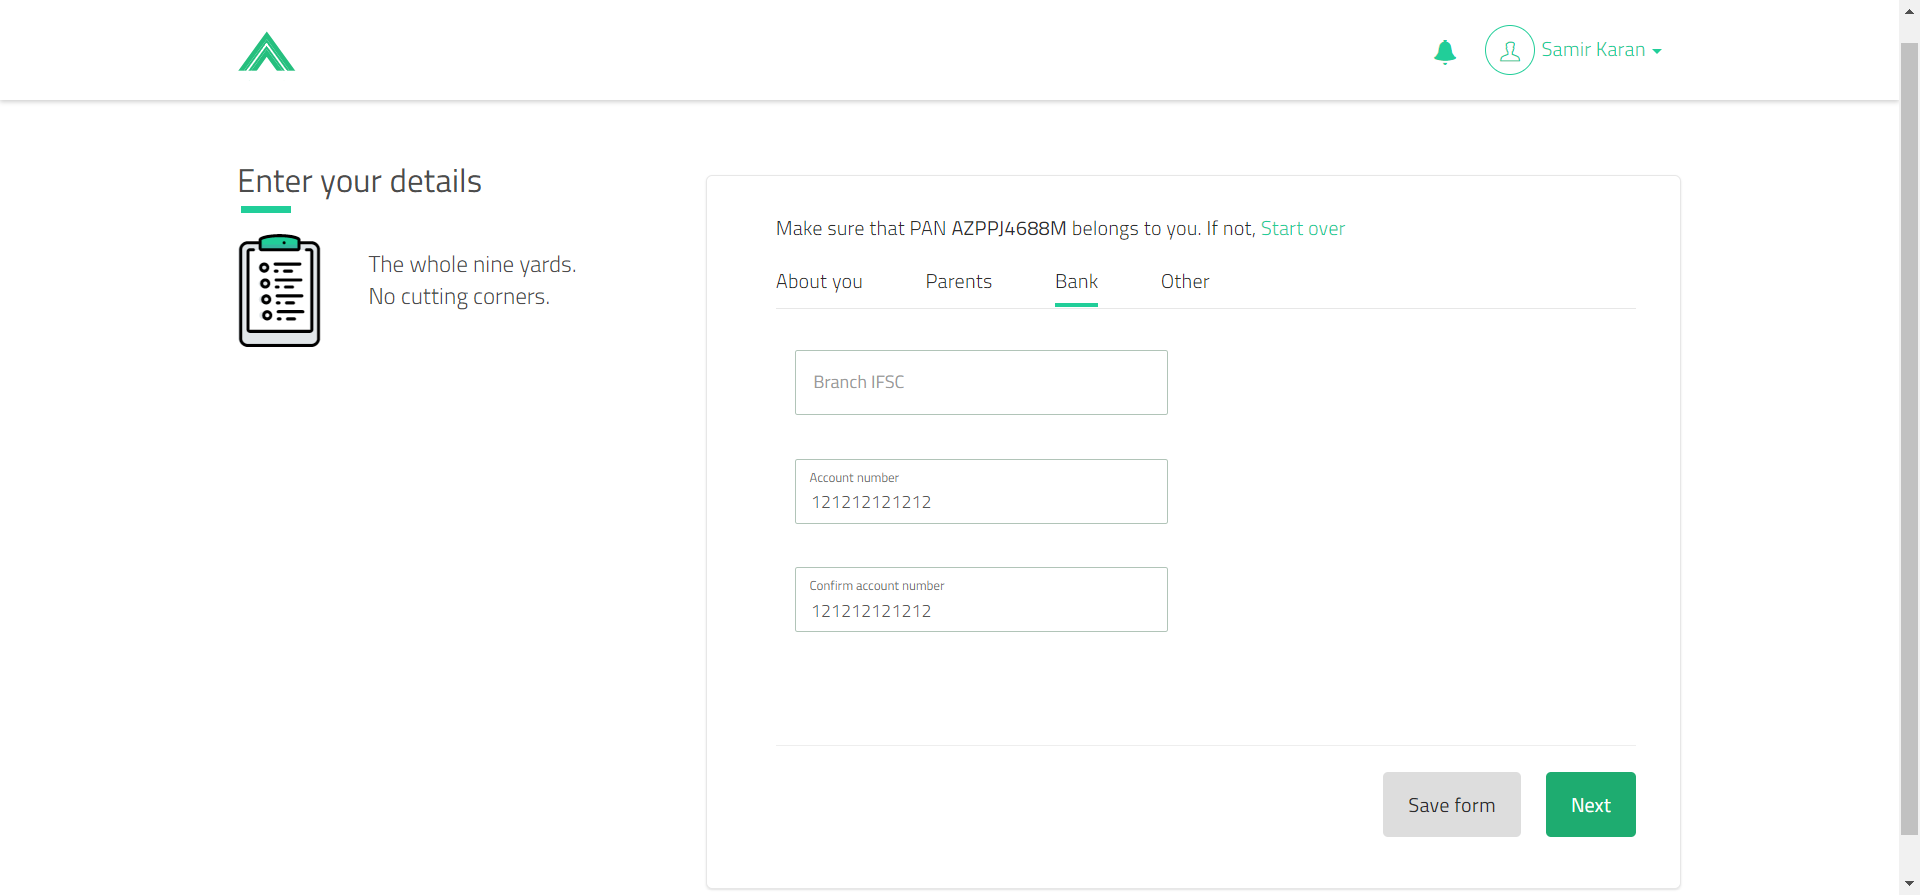 Samir Karan
Enter your details
The whole nine yards.
No cutting corners.
Make sure that PAN AZPPJ4688M belongs to you. If not, Start over
About you Parents Bank Other
Branch IFSC
Account number
121212121212
Confirm account number
121212121212
Save form Next